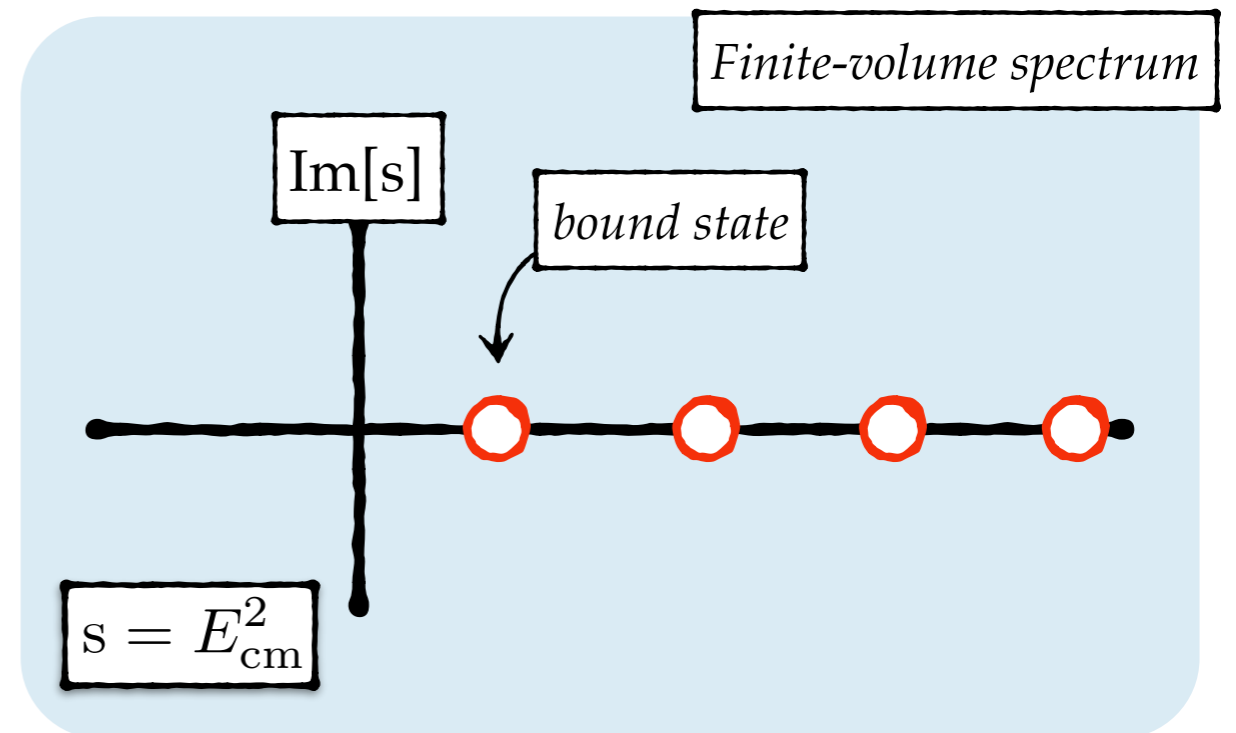 Finite-volume spectrum
Im[s]
bound state
s = E²cm